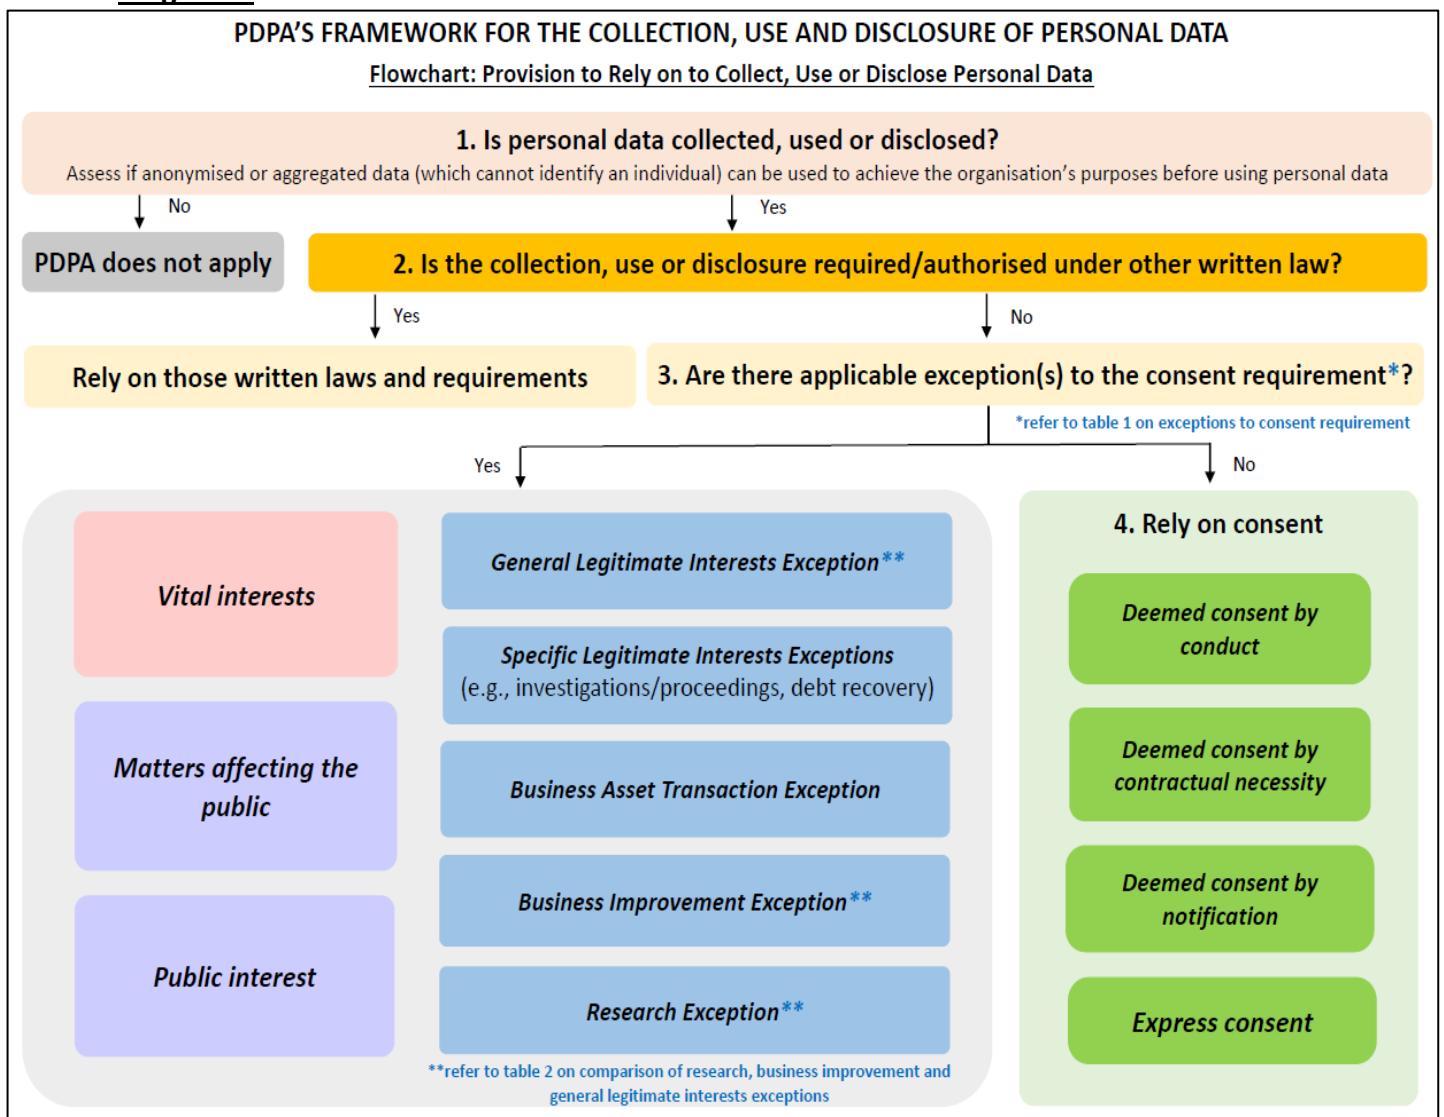 PDPA'S FRAMEWORK FOR THE COLLECTION, USE AND DISCLOSURE OF PERSONAL DATA
Flowchart: Provision to Rely on to Collect, Use or Disclose Personal Data
1. Is personal data collected, used or disclosed?
Assess if anonymised or aggregated data (which cannot identify an individual) can be used to achieve the organisation's purposes before using personal data
No
Yes
PDPA does not apply
2. Is the collection, use or disclosure required/authorised under other written law?
Yes
No
Rely on those written laws and requirements
3. Are there applicable exception(s) to the consent requirement*?
*refer to table 1 on exceptions to consent requirement
Yes
No
Vital interests
Matters affecting the
public
Public interest
General Legitimate Interests Exception**
Specific Legitimate Interests Exceptions
(e.g., investigations/proceedings, debt recovery)
Business Asset Transaction Exception
Business Improvement Exception**
Research Exception**
**refer to table 2 on comparison of research, business improvement and
general legitimate interests exceptions
4. Rely on consent
Deemed consent by
conduct
Deemed consent by
contractual necessity
Deemed consent by
notification
Express consent